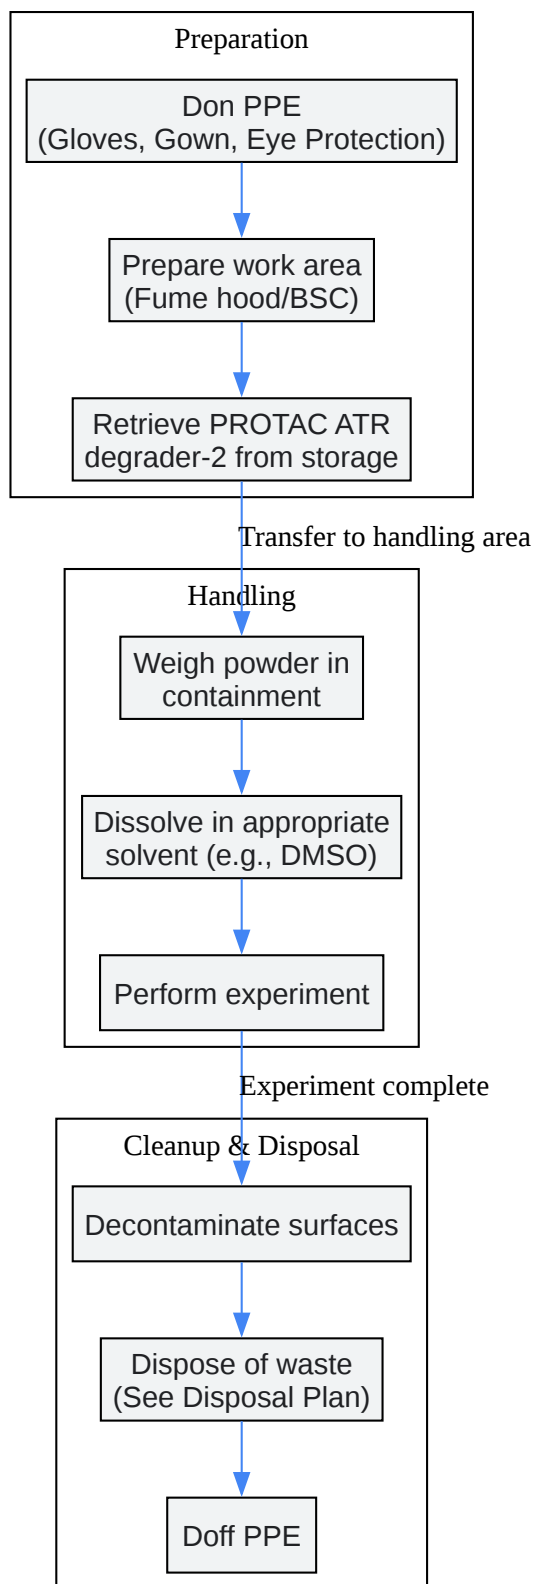 Preparation
Don PPE
(Gloves, Gown, Eye Protection)
Prepare work area
(Fume hood/BSC)
Retrieve PROTAC ATR
degrader-2 from storage
Transfer to handling area
Handling
Weigh powder in
containment
Dissolve in appropriate
solvent (e.g., DMSO)
Perform experiment
Experiment complete
Cleanup & Disposal
Decontaminate surfaces
Dispose of waste
(See Disposal Plan)
Doff PPE